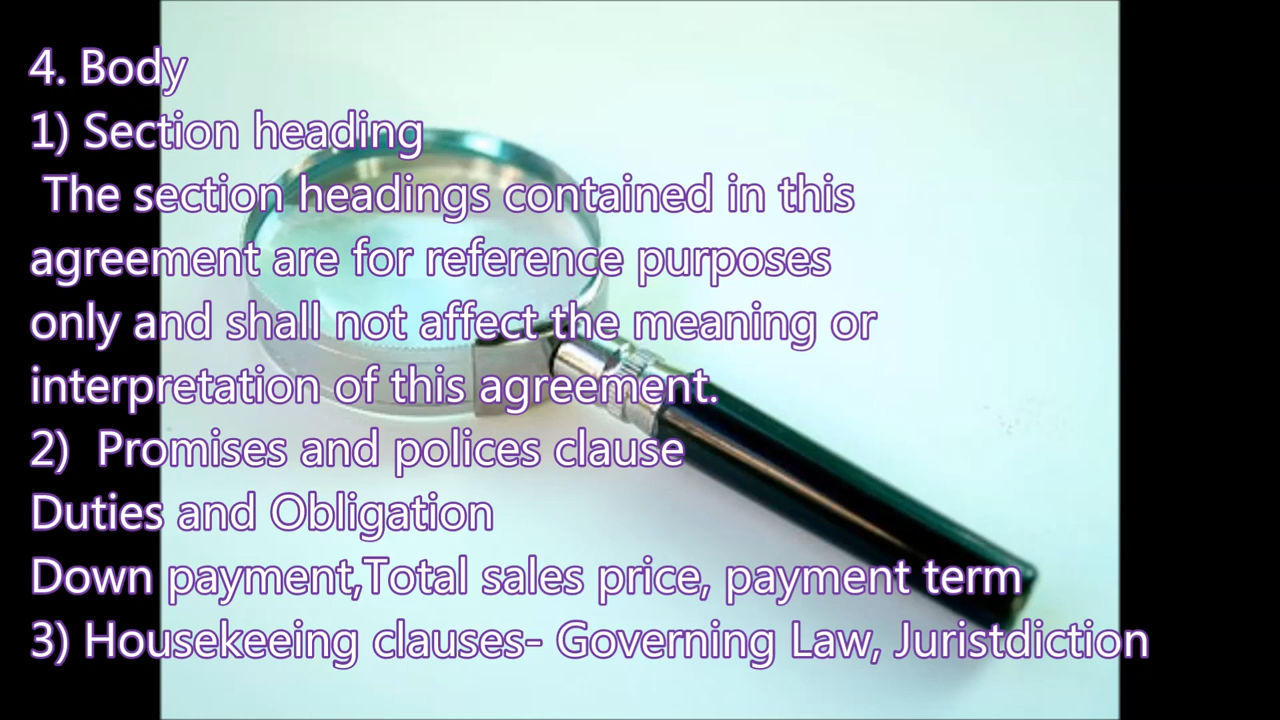 4. Body
1) Section heading
The section headings contained in this
agreement are for reference purposes
only and shall not affect the meaning or
interpretation of this agreement.
2) Promises and polices clause
Duties and Obligation
Down payment,Total sales price, payment term
3) Housekeeing clauses- Governing Law, Juristdiction